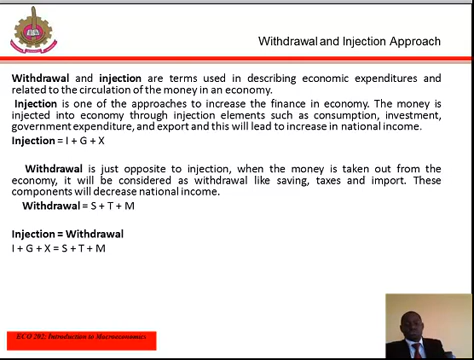 Withdrawal and Injection Approach
Withdrawal and injection are terms used in describing economic expenditures and
related to the circulation of the money in an economy.
Injection is one of the approaches to increase the finance in economy. The money is
injected into economy through injection elements such as consumption, investment,
government expenditure, and export and this will lead to increase in national income.
Injection = I + G + X
Withdrawal is just opposite to injection, when the money is taken out from the
economy, it will be considered as withdrawal like saving, taxes and import. These
components will decrease national income.
Withdrawal = S + T + M
Injection = Withdrawal
I + G + X = S + T + M
ECO 202: Introduction to Macroeconomics